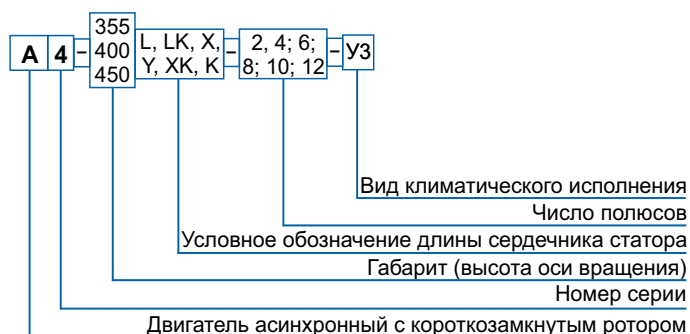 А 4 - 355 400 450 L, LK, X, Y, XK, K - 2, 4; 6; 8; 10; 12 - У3
Вид климатического исполнения
Число полюсов
Условное обозначение длины сердечника статора
Габарит (высота оси вращения)
Номер серии
Двигатель асинхронный с короткозамкнутым ротором